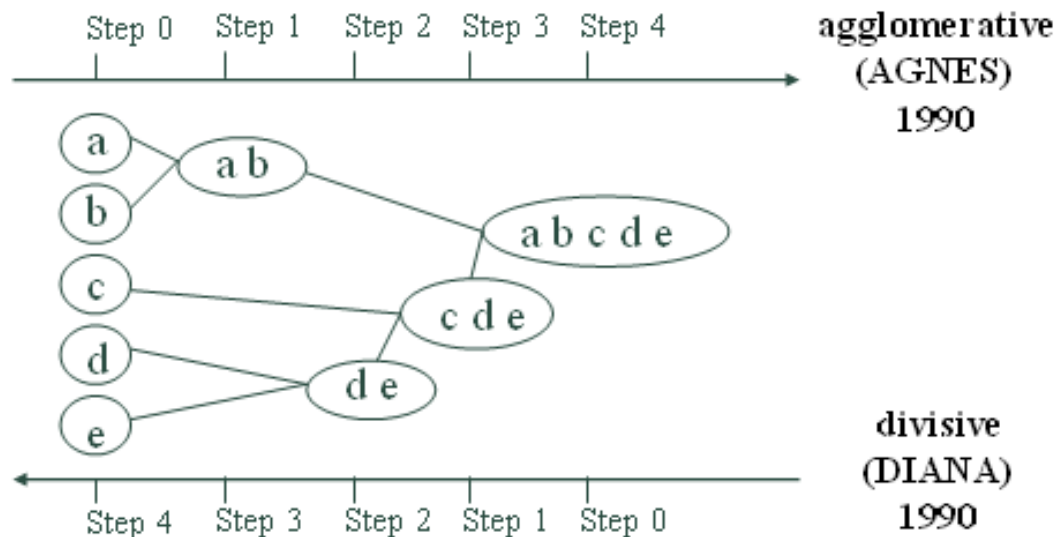 Step 0 Step 1 Step 2 Step 3 Step 4
agglomerative
(AGNES)
1990
a
a b
b
a b c d e
c
c d e
d
d e
e
divisive
(DIANA)
1990
Step 4 Step 3 Step 2 Step 1 Step 0